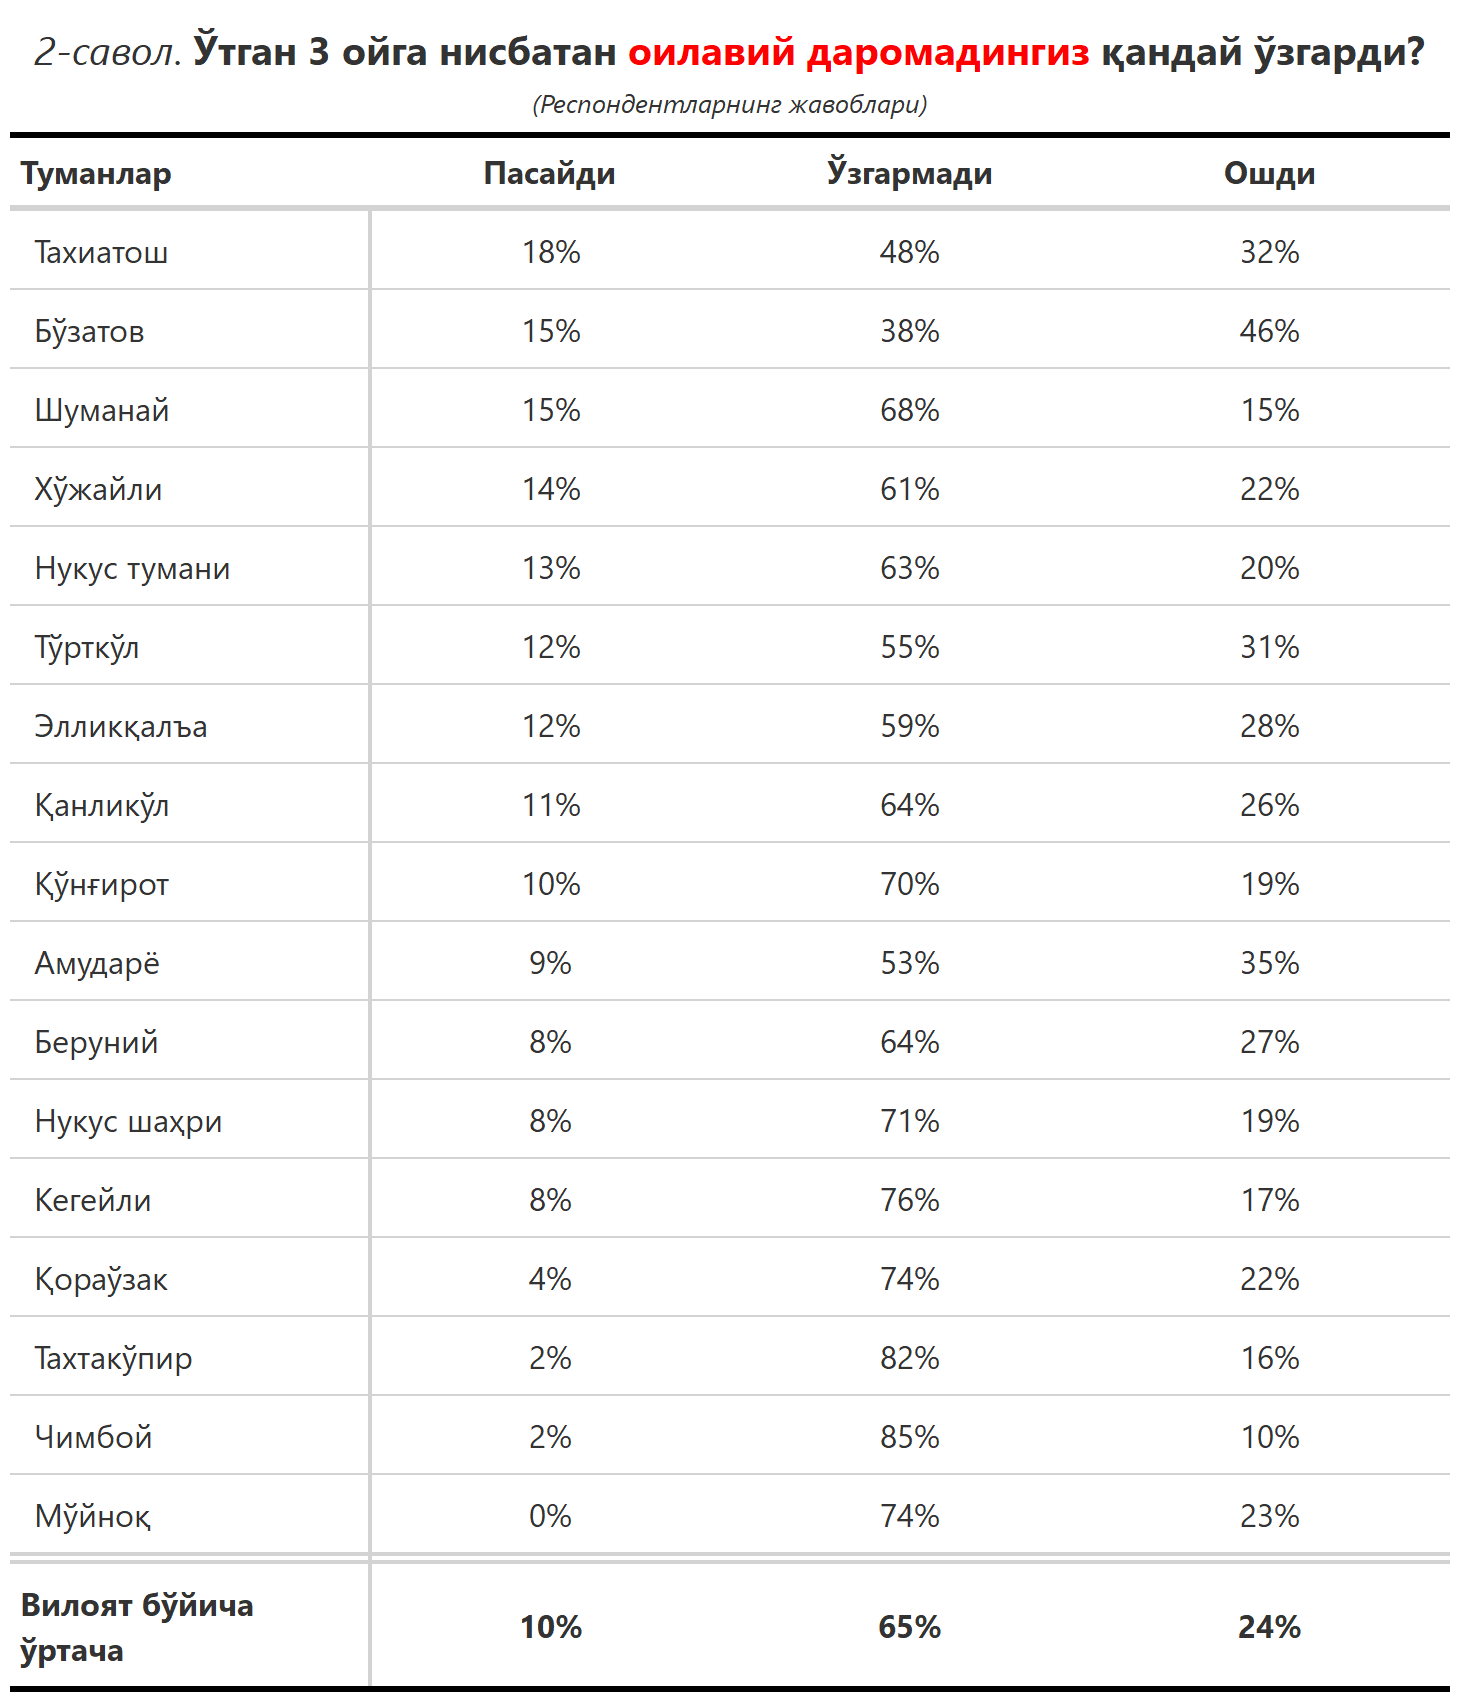 2-савол. Ўтган 3 ойга нисбатан оилавий даромадингиз қандай ўзгарди?
(Респондентларнинг жавоблари)
Туманлар Пасайди Ўзгармади Ошди
Тахиатош 18% 48% 32%
Бўзатов 15% 38% 46%
Шуманай 15% 68% 15%
Хўжайли 14% 61% 22%
Нукус тумани 13% 63% 20%
Тўрткўл 12% 55% 31%
Элликқалъа 12% 59% 28%
Қанликўл 11% 64% 26%
Қўнғирот 10% 70% 19%
Амударё 9% 53% 35%
Беруний 8% 64% 27%
Нукус шаҳри 8% 71% 19%
Кегейли 8% 76% 17%
Қораўзак 4% 74% 22%
Тахтакўпир 2% 82% 16%
Чимбой 2% 85% 10%
Мўйноқ 0% 74% 23%
Вилоят бўйича
ўртача 10% 65% 24%